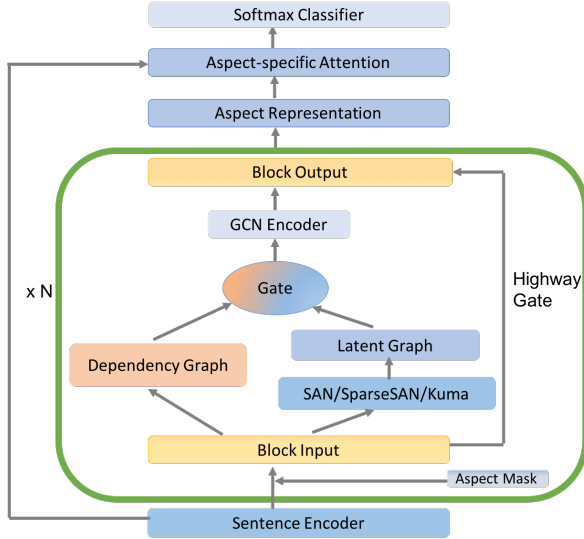 Softmax Classifier
Aspect-specific Attention
Aspect Representation
Block Output
GCN Encoder
x N
Highway
Gate
Gate
Latent Graph
Dependency Graph
SAN/SparseSAN/Kuma
Block Input
Aspect Mask
Sentence Encoder